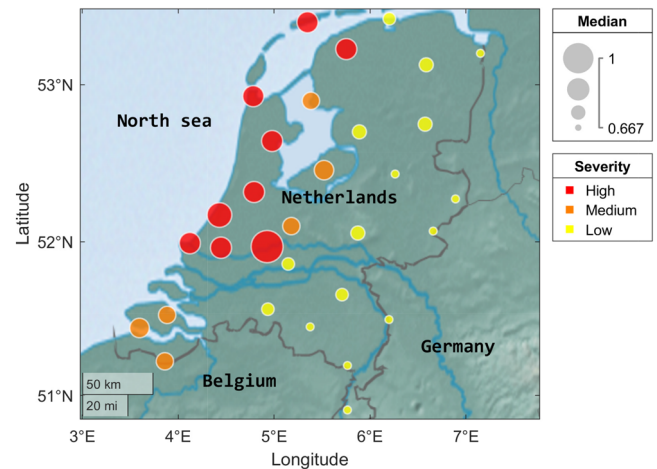 53°N
52°N
51°N
Latitude
North sea
Netherlands
Germany
Belgium
50 km
20 mi
3°E
4°E
5°E
6°E
7°E
Longitude
Median
1
0.667
Severity
High
Medium
Low